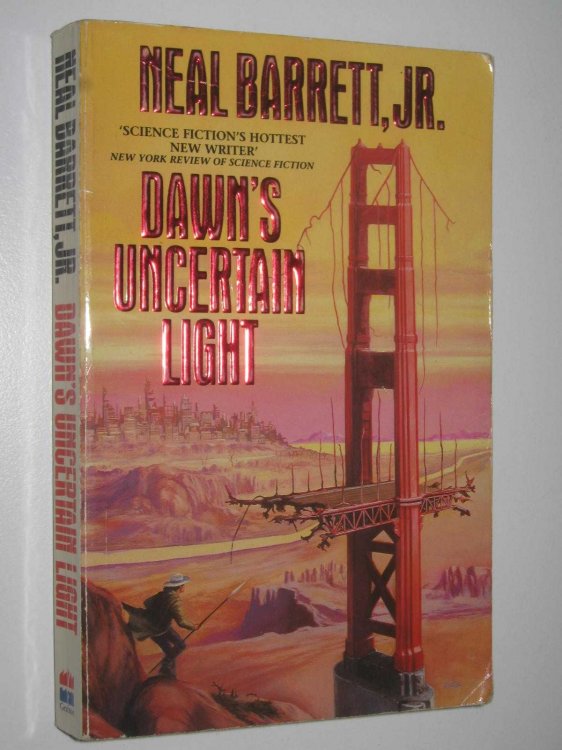 NEAL BARRETT, JR.
'SCIENCE FICTION'S HOTTEST
NEW WRITER'
NEW YORK REVIEW OF SCIENCE FICTION
DAWN'S
UNCERTAIN
LIGHT
NEAL BARRETT, JR. DAWN'S UNCERTAIN LIGHT
Grafton